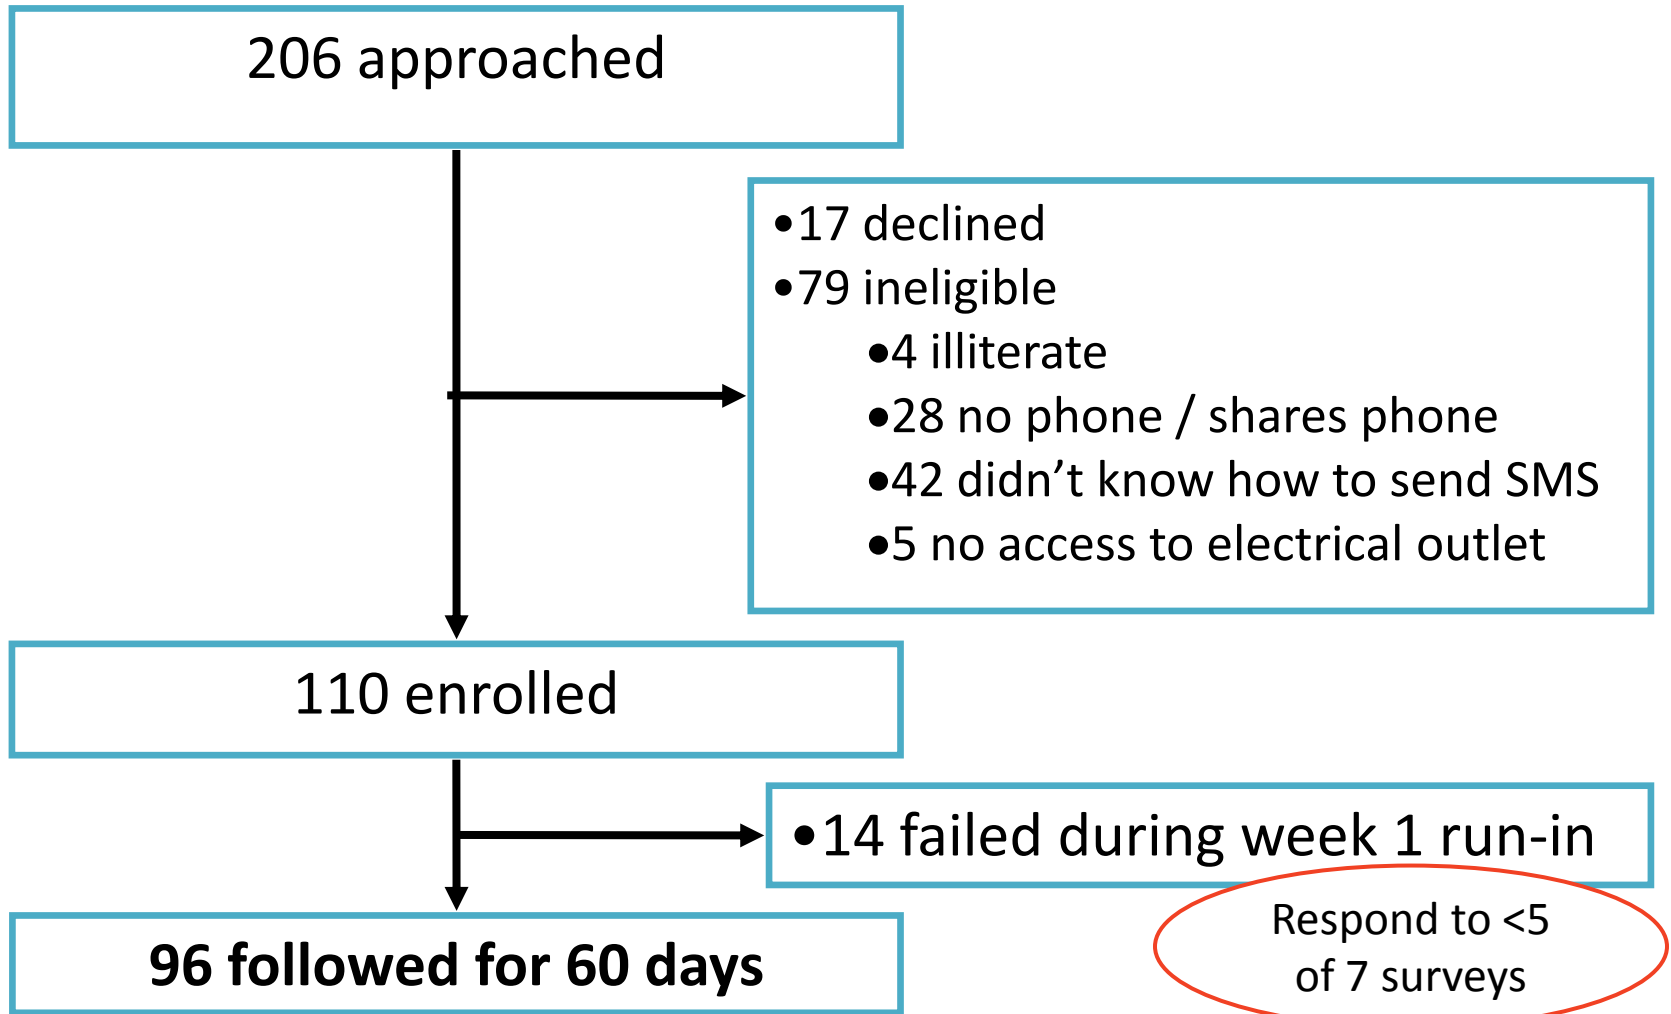 206 approached
•17 declined
•79 ineligible
•4 illiterate
•28 no phone / shares phone
•42 didn’t know how to send SMS
•5 no access to electrical outlet
110 enrolled
•14 failed during week 1 run-in
Respond to <5
of 7 surveys
96 followed for 60 days